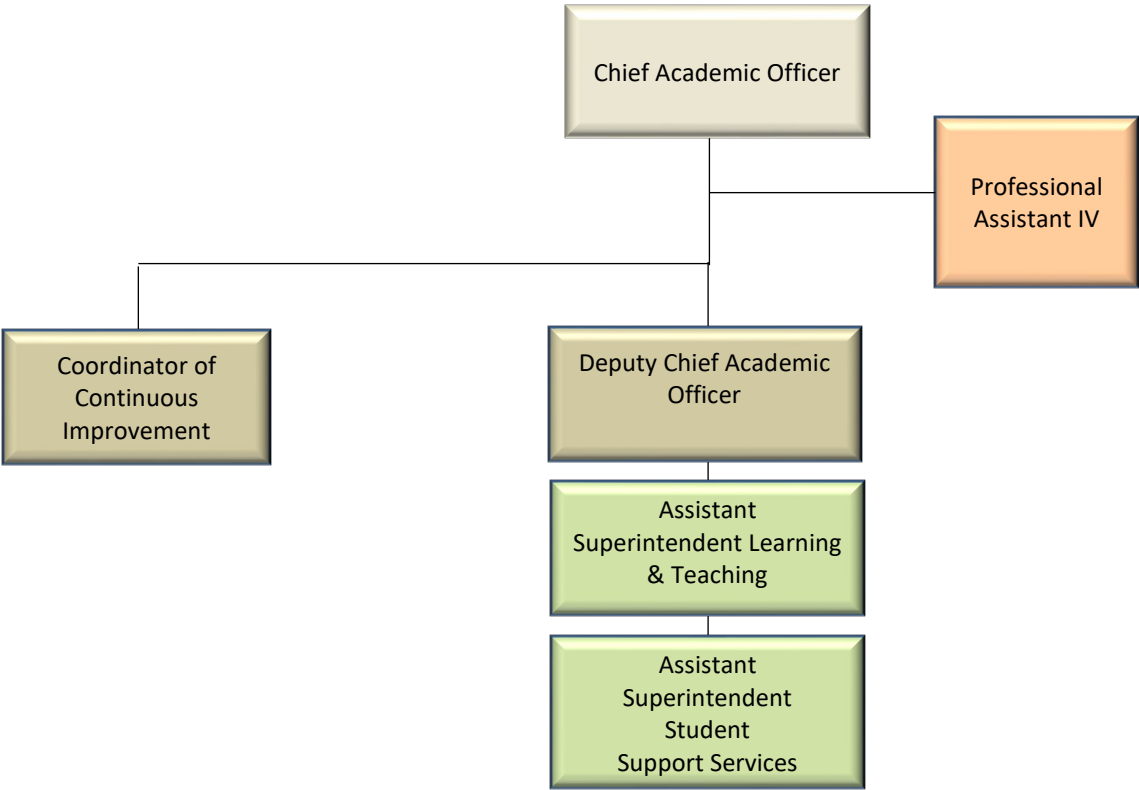 Chief Academic Officer
Professional
Assistant IV
Coordinator of
Continuous
Improvement
Deputy Chief Academic
Officer
Assistant
Superintendent Learning
& Teaching
Assistant
Superintendent
Student
Support Services